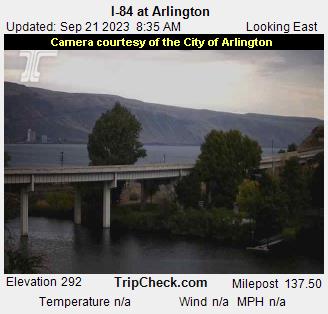 I-84 at Arlington
Updated: Sep 21 2023 8:35 AM Looking East
Camera courtesy of the City of Arlington
Elevation 292 TripCheck.com Milepost 137.50
Temperature n/a Wind n/a MPH n/a